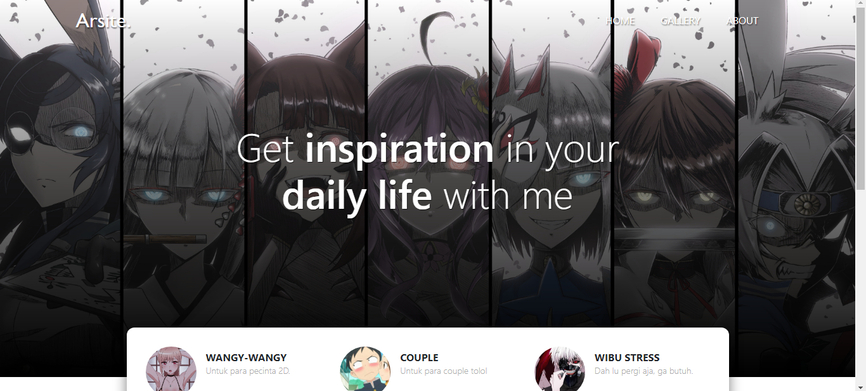 Arsite.
HOME GALLERY ABOUT
Get inspiration in your
daily life with me
WANGY-WANGY
Untuk para pecinta 2D.
COUPLE
Untuk para couple tolol
WIBU STRESS
Dah lu pergi aja, ga butuh.